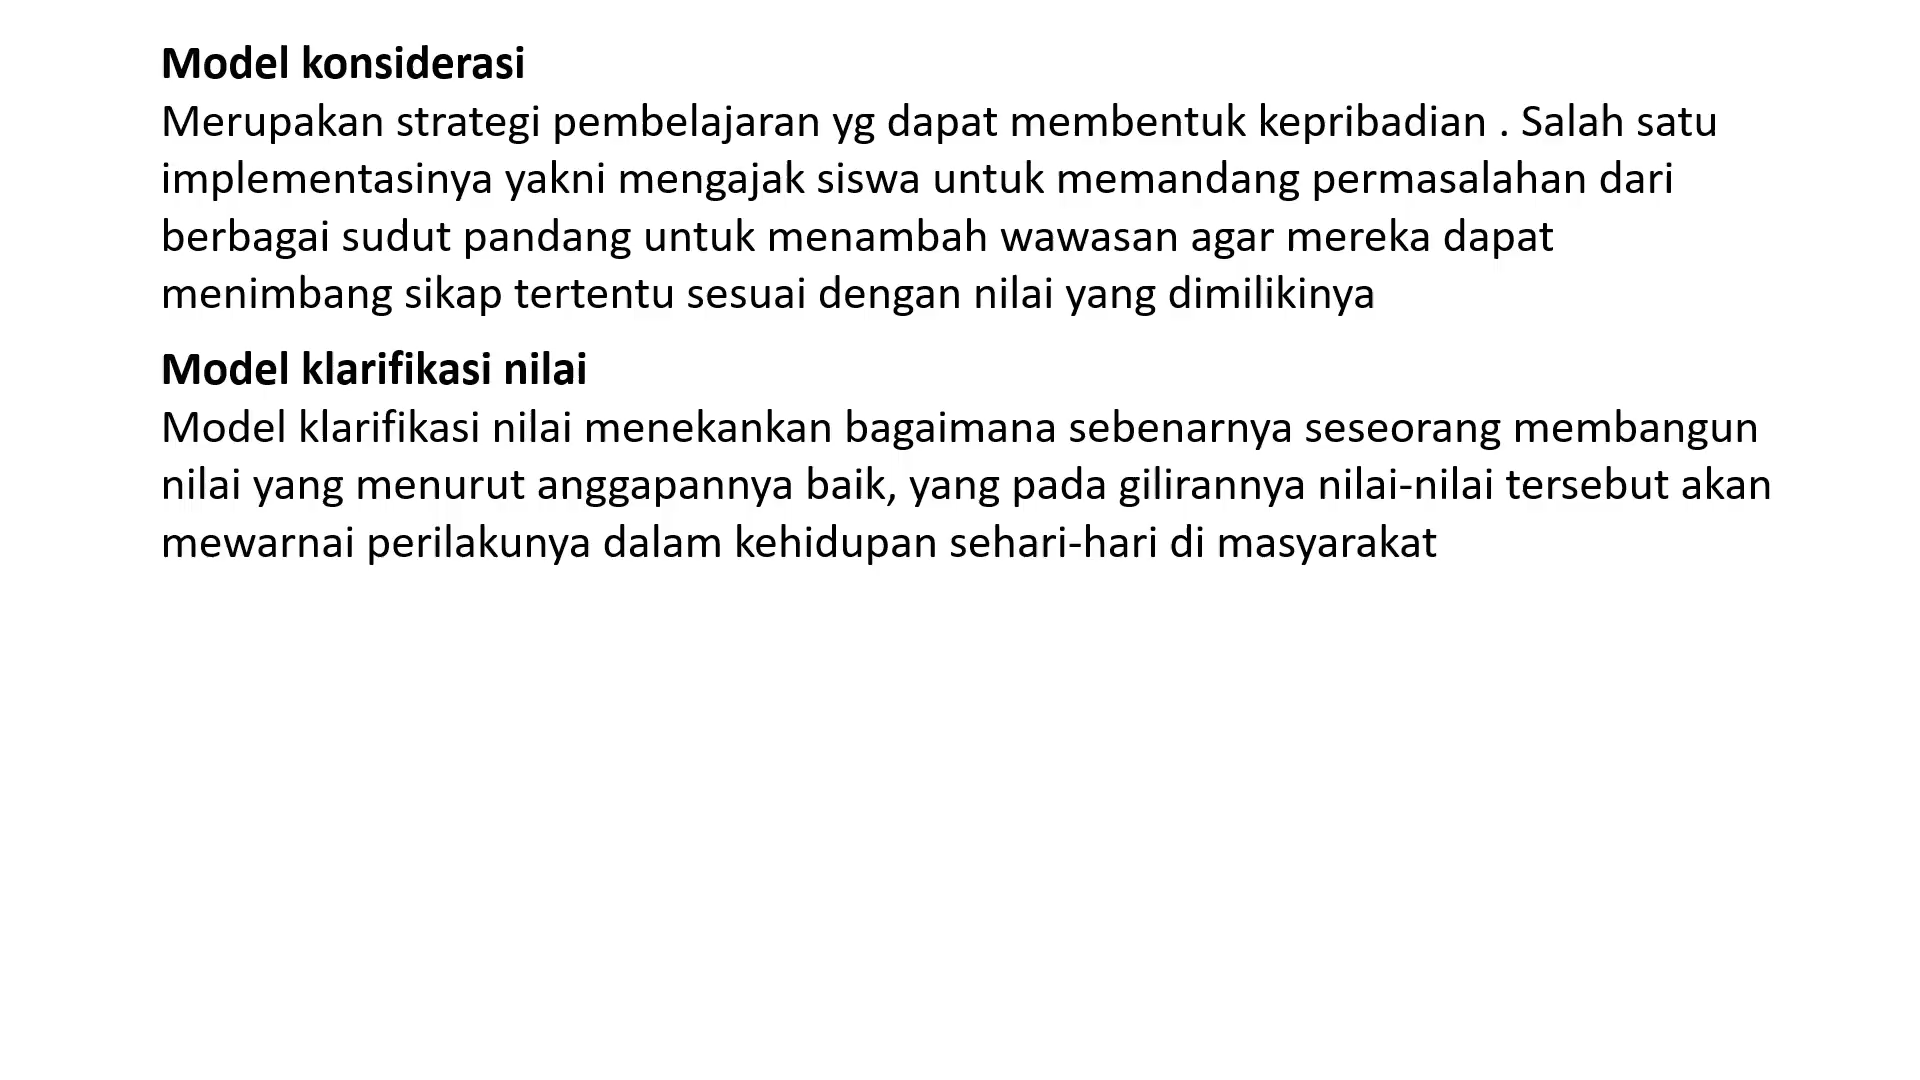 Model konsiderasi
Merupakan strategi pembelajaran yg dapat membentuk kepribadian . Salah satu
implementasinya yakni mengajak siswa untuk memandang permasalahan dari
berbagai sudut pandang untuk menambah wawasan agar mereka dapat
menimbang sikap tertentu sesuai dengan nilai yang dimilikinya
Model klarifikasi nilai
Model klarifikasi nilai menekankan bagaimana sebenarnya seseorang membangun
nilai yang menurut anggapannya baik, yang pada gilirannya nilai-nilai tersebut akan
mewarnai perilakunya dalam kehidupan sehari-hari di masyarakat